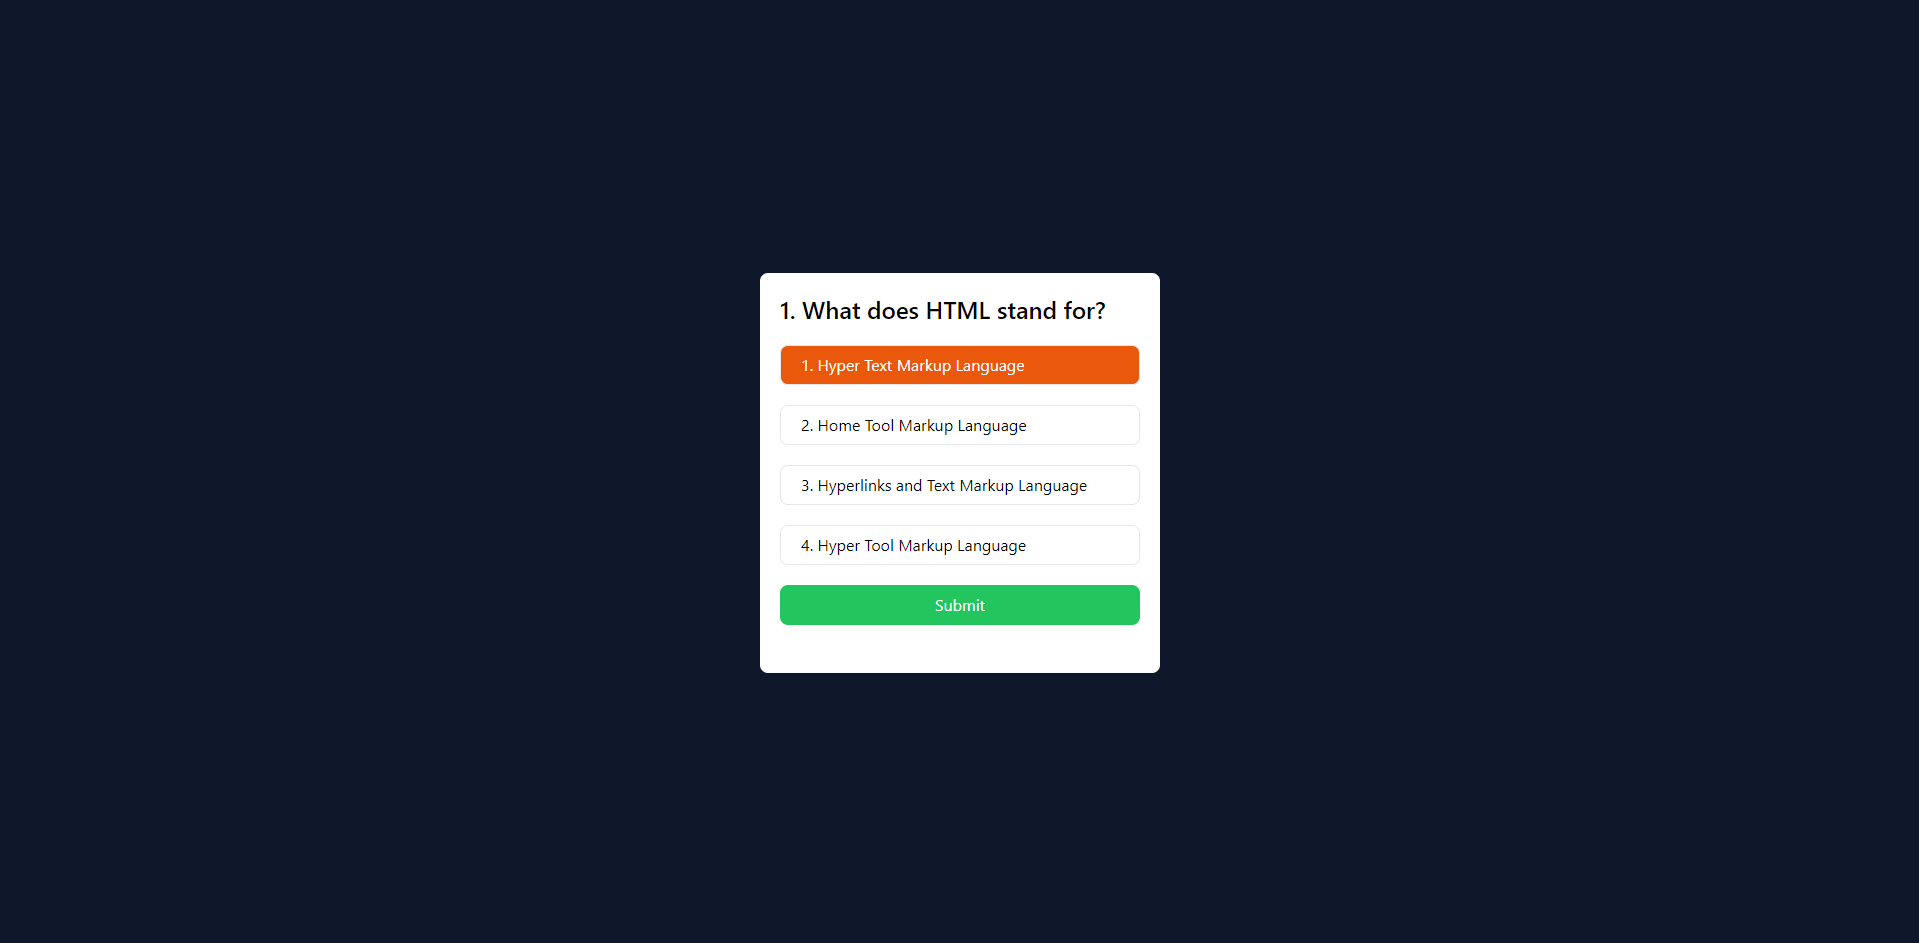 1. What does HTML stand for?
1. Hyper Text Markup Language
2. Home Tool Markup Language
3. Hyperlinks and Text Markup Language
4. Hyper Tool Markup Language
Submit